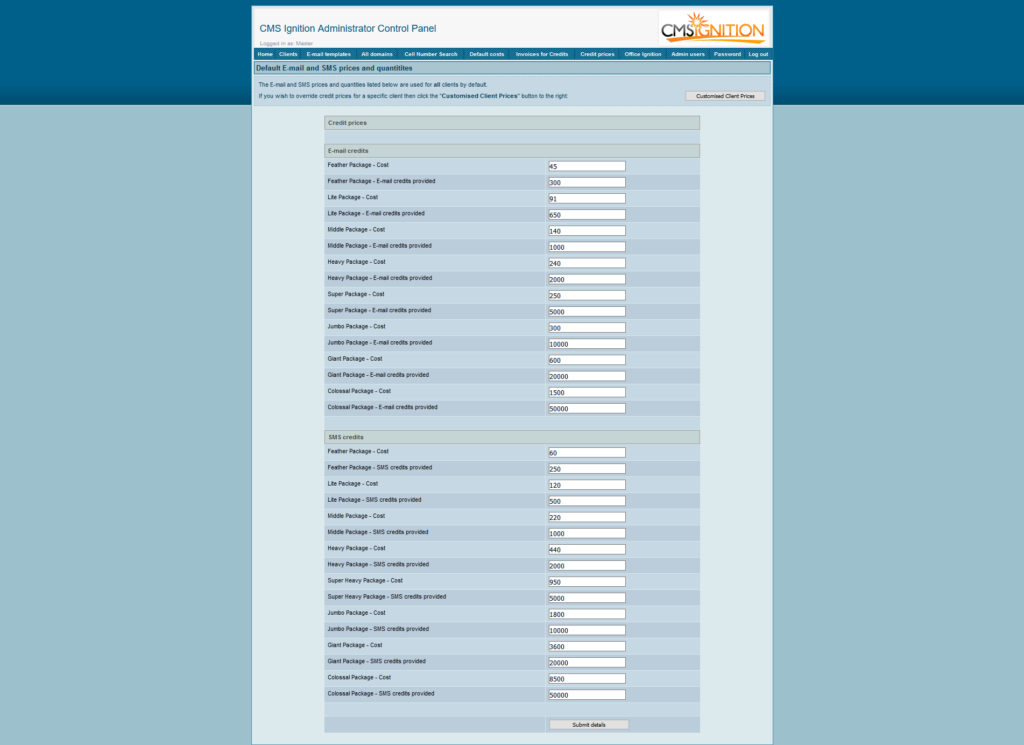 CMS Ignition Administrator Control Panel
CMSIGNITION
Logged in as: Master
Home Clients E-mail templates All domains Cell Number Search Default costs Invoices for Credits Credit prices Office Ignition Admin users Password Log out
Default E-mail and SMS prices and quantitites
The E-mail and SMS prices and quantities listed below are used for all clients by default.
If you wish to override credit prices for a specific client then click the "Customised Client Prices" button to the right.
Customised Client Prices
Credit prices
E-mail credits
Feather Package - Cost 45
Feather Package - E-mail credits provided 300
Lite Package - Cost 91
Lite Package - E-mail credits provided 650
Middle Package - Cost 140
Middle Package - E-mail credits provided 1000
Heavy Package - Cost 240
Heavy Package - E-mail credits provided 2000
Super Package - Cost 250
Super Package - E-mail credits provided 5000
Jumbo Package - Cost 300
Jumbo Package - E-mail credits provided 10000
Giant Package - Cost 600
Giant Package - E-mail credits provided 20000
Colossal Package - Cost 1500
Colossal Package - E-mail credits provided 50000
SMS credits
Feather Package - Cost 60
Feather Package - SMS credits provided 250
Lite Package - Cost 120
Lite Package - SMS credits provided 500
Middle Package - Cost 220
Middle Package - SMS credits provided 1000
Heavy Package - Cost 440
Heavy Package - SMS credits provided 2000
Super Heavy Package - Cost 950
Super Heavy Package - SMS credits provided 5000
Jumbo Package - Cost 1800
Jumbo Package - SMS credits provided 10000
Giant Package - Cost 3600
Giant Package - SMS credits provided 20000
Colossal Package - Cost 8500
Colossal Package - SMS credits provided 50000
Submit details